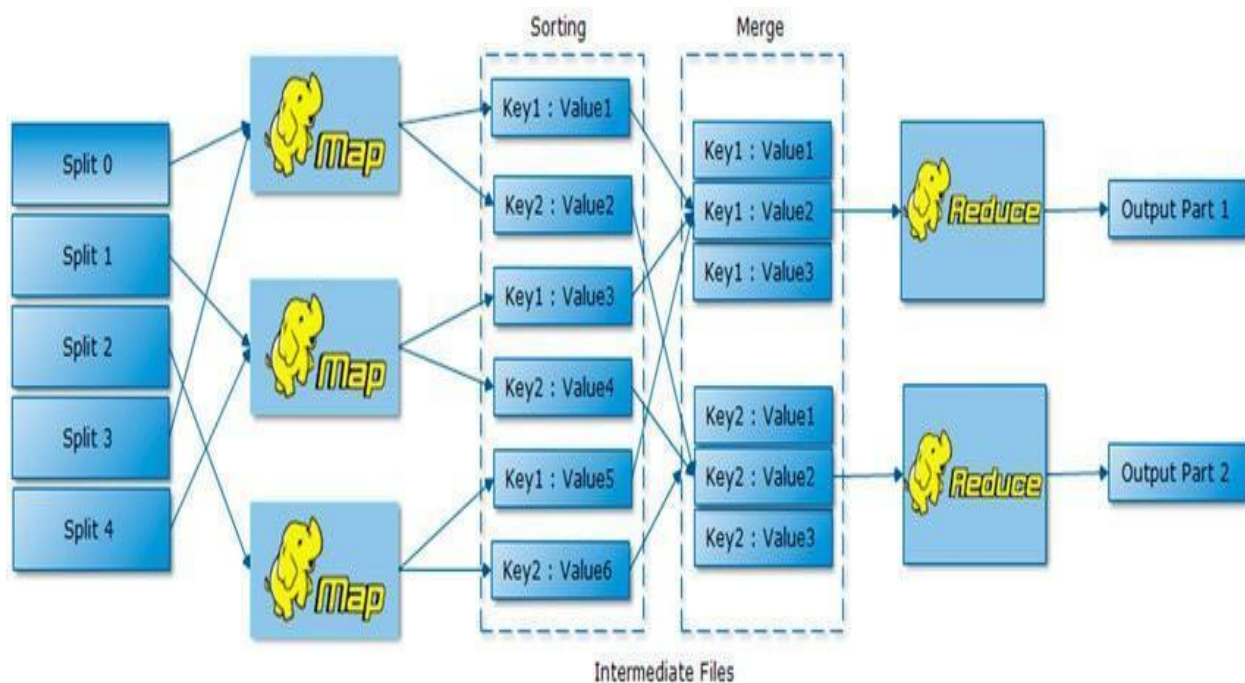 Sorting
Merge
Split 0
Split 1
Split 2
Split 3
Split 4
Map
Map
Map
Key1 : Value1
Key2 : Value2
Key1 : Value3
Key2 : Value4
Key1 : Value5
Key2 : Value6
Key1 : Value1
Key1 : Value2
Key1 : Value3
Key2 : Value1
Key2 : Value2
Key2 : Value3
Reduce
Reduce
Output Part 1
Output Part 2
Intermediate Files